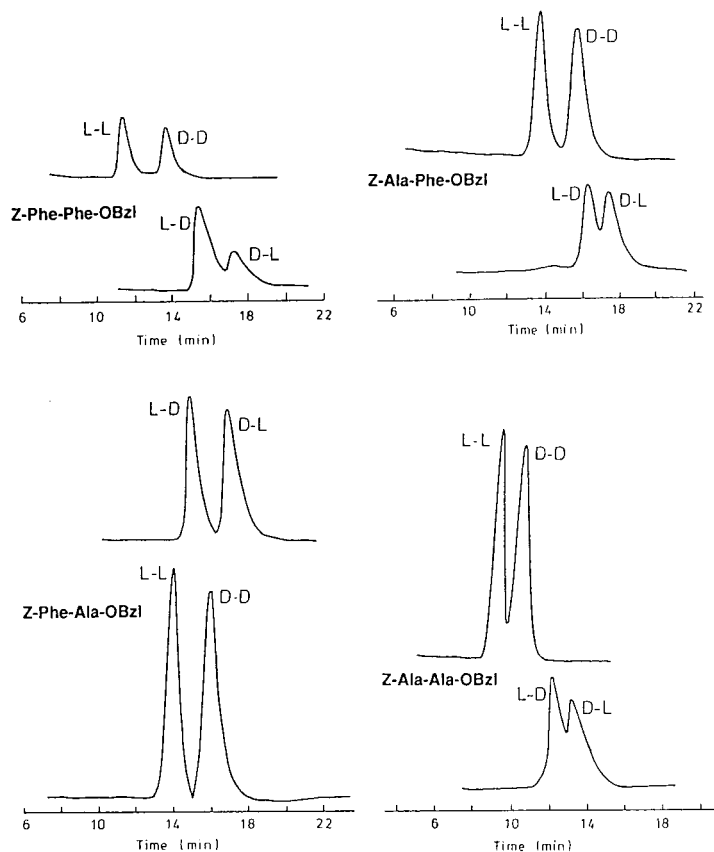 L-L
D-D
Z-Phe-Phe-OBzl
L-D
D-L
6 10 14 18 22
Time (min)
L-L
D-D
Z-Ala-Phe-OBzl
L-D
D-L
6 10 14 18 22
Time (min)
L-D
D-L
L-L
Z-Phe-Ala-OBzl
D-D
6 10 14 18 22
Time (min)
L-L
D-D
Z-Ala-Ala-OBzl
L-D
D-L
6 10 14 18
Time (min)